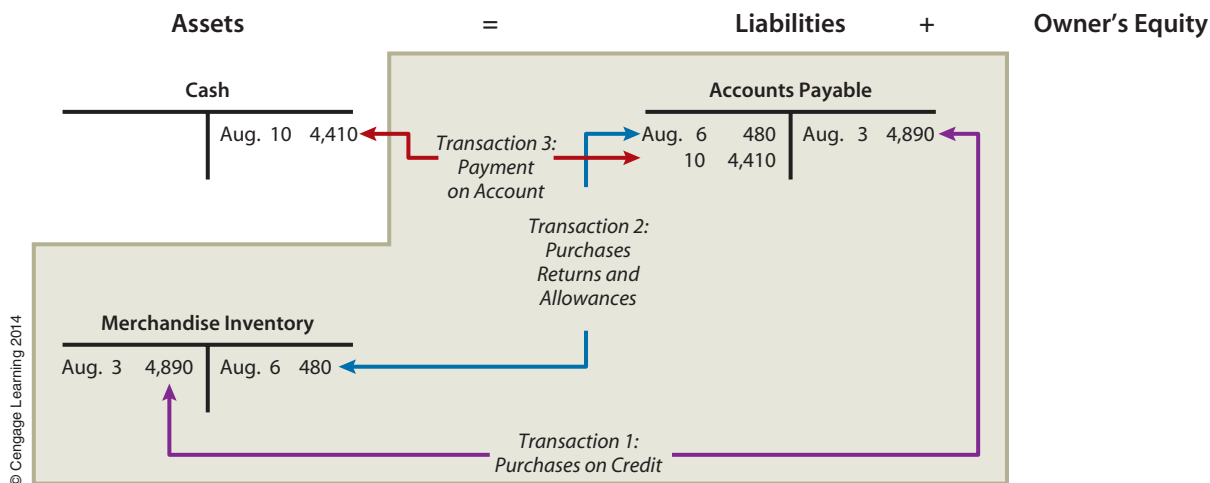 Assets = Liabilities + Owner's Equity
Cash
Aug. 10 4,410
Accounts Payable
Aug. 6 480 Aug. 3 4,890
10 4,410
Transaction 3:
Payment
on Account
Transaction 2:
Purchases
Returns and
Allowances
Merchandise Inventory
Aug. 3 4,890 Aug. 6 480
Transaction 1:
Purchases on Credit
© Cengage Learning 2014